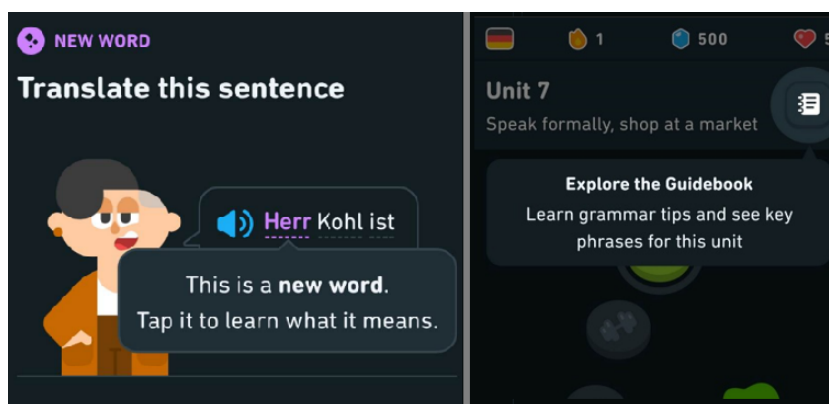 NEW WORD
Translate this sentence
Herr Kohl ist
This is a new word.
Tap it to learn what it means.
1 500 5
Unit 7
Speak formally, shop at a market
Explore the Guidebook
Learn grammar tips and see key
phrases for this unit